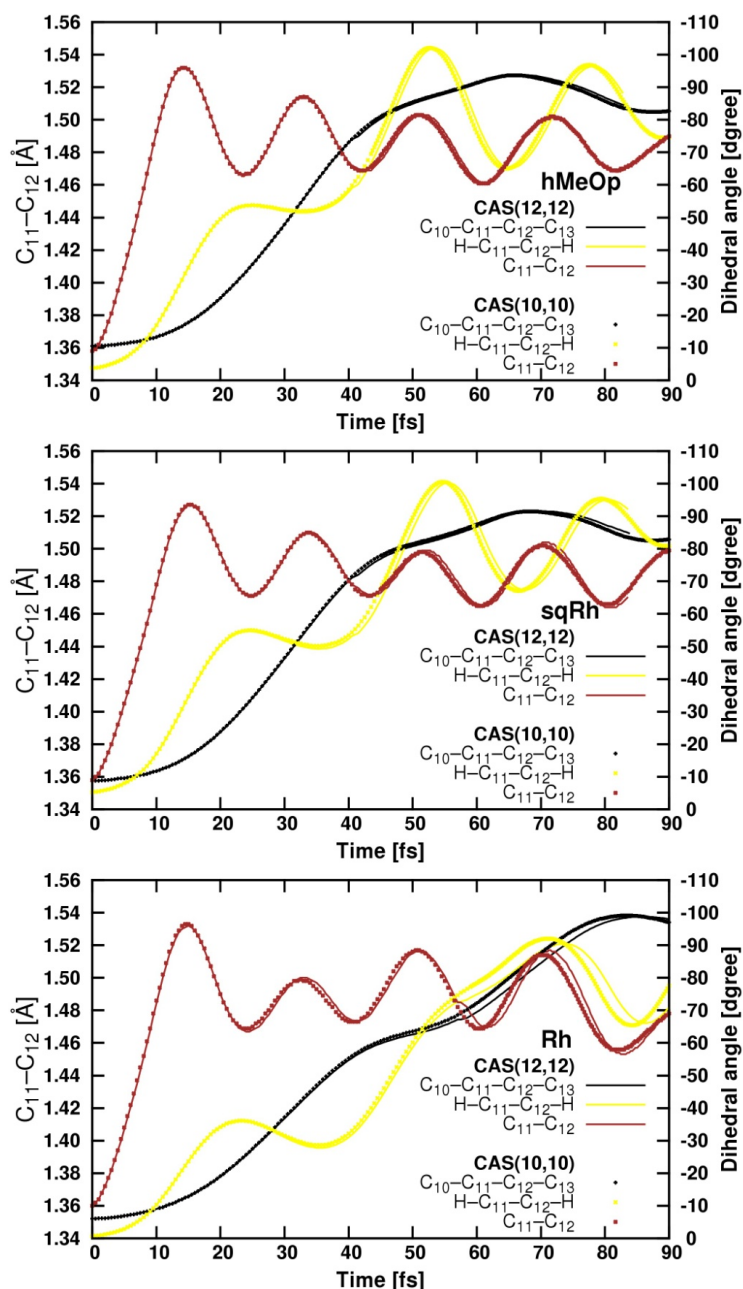 1.56
1.54
1.52
1.50
1.48
1.46
1.44
1.42
1.40
1.38
1.36
1.34
C₁₁–C₁₂ [Å]
-110
-100
-90
-80
-70
-60
-50
-40
-30
-20
-10
0
Dihedral angle [dgree]
hMeOp
CAS(12,12)
C₁₀–C₁₁–C₁₂–C₁₃
H–C₁₁–C₁₂–H
C₁₁–C₁₂
CAS(10,10)
C₁₀–C₁₁–C₁₂–C₁₃
H–C₁₁–C₁₂–H
C₁₁–C₁₂
0 10 20 30 40 50 60 70 80 90
Time [fs]
1.56
1.54
1.52
1.50
1.48
1.46
1.44
1.42
1.40
1.38
1.36
1.34
C₁₁–C₁₂ [Å]
-110
-100
-90
-80
-70
-60
-50
-40
-30
-20
-10
0
Dihedral angle [dgree]
sqRh
CAS(12,12)
C₁₀–C₁₁–C₁₂–C₁₃
H–C₁₁–C₁₂–H
C₁₁–C₁₂
CAS(10,10)
C₁₀–C₁₁–C₁₂–C₁₃
H–C₁₁–C₁₂–H
C₁₁–C₁₂
0 10 20 30 40 50 60 70 80 90
Time [fs]
1.56
1.54
1.52
1.50
1.48
1.46
1.44
1.42
1.40
1.38
1.36
1.34
C₁₁–C₁₂ [Å]
-110
-100
-90
-80
-70
-60
-50
-40
-30
-20
-10
0
Dihedral angle [dgree]
Rh
CAS(12,12)
C₁₀–C₁₁–C₁₂–C₁₃
H–C₁₁–C₁₂–H
C₁₁–C₁₂
CAS(10,10)
C₁₀–C₁₁–C₁₂–C₁₃
H–C₁₁–C₁₂–H
C₁₁–C₁₂
0 10 20 30 40 50 60 70 80 90
Time [fs]